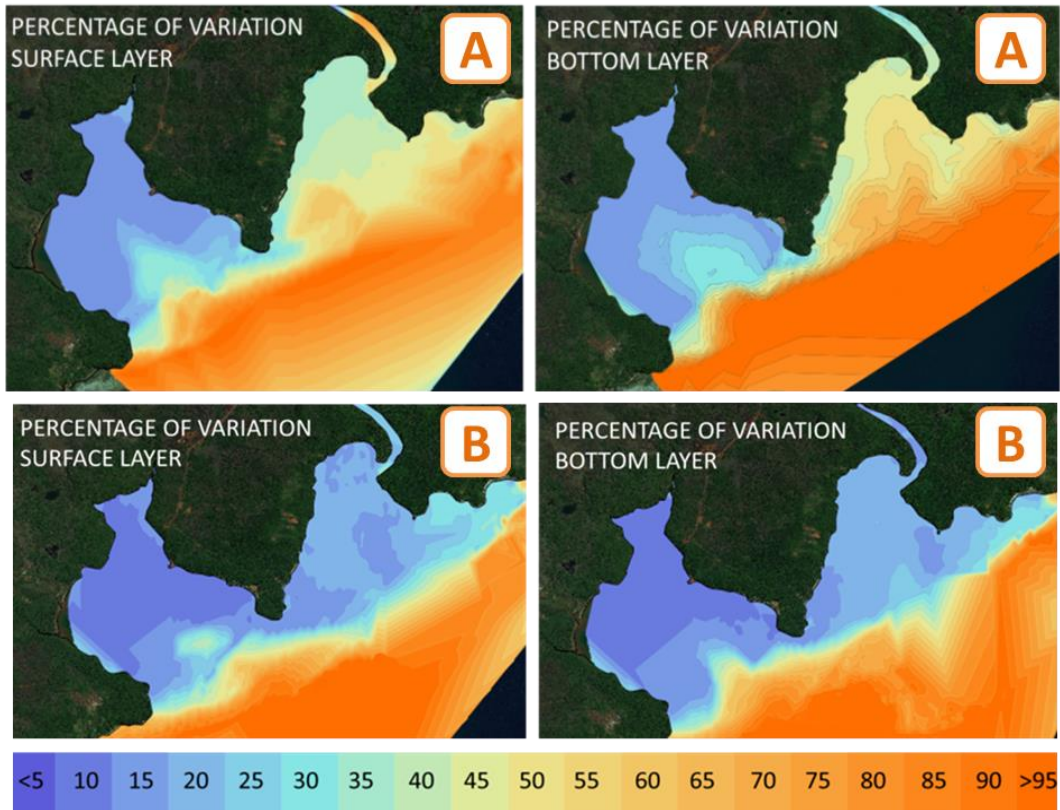 PERCENTAGE OF VARIATION
SURFACE LAYER
A
PERCENTAGE OF VARIATION
BOTTOM LAYER
A
PERCENTAGE OF VARIATION
SURFACE LAYER
B
PERCENTAGE OF VARIATION
BOTTOM LAYER
B
<5 10 15 20 25 30 35 40 45 50 55 60 65 70 75 80 85 90 >95